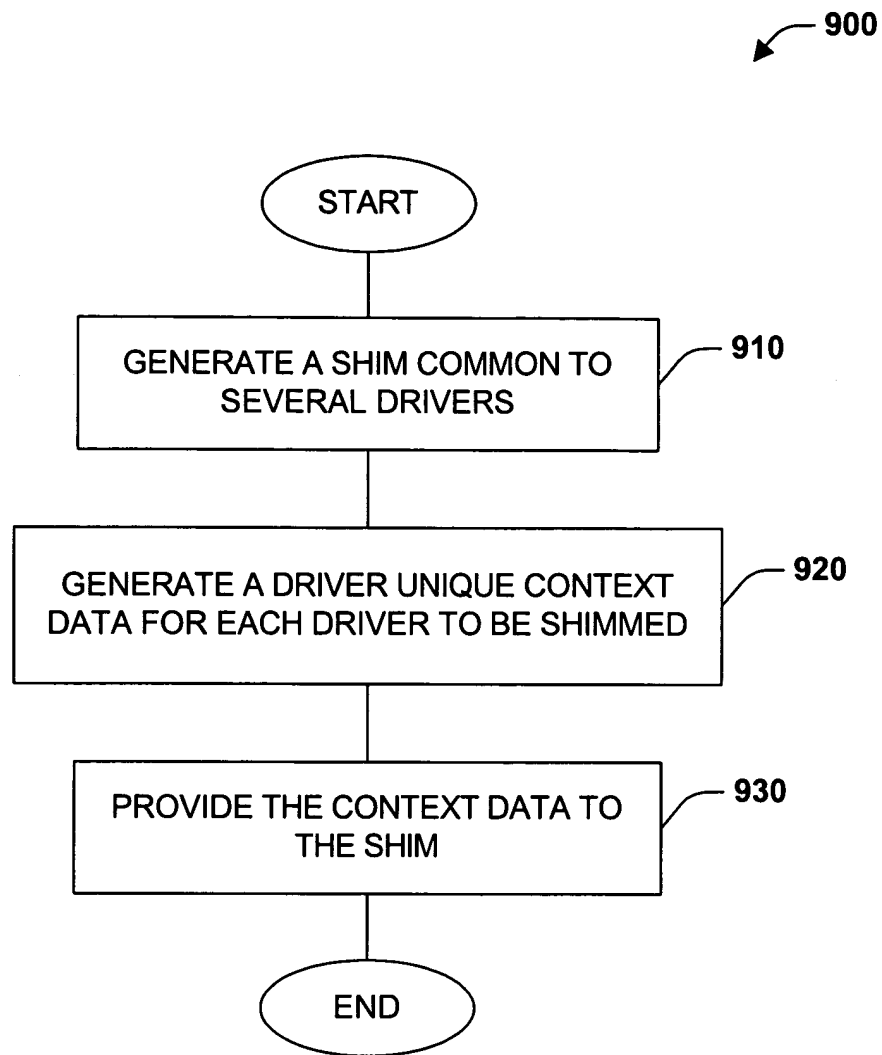 900
START
GENERATE A SHIM COMMON TO
SEVERAL DRIVERS
910
GENERATE A DRIVER UNIQUE CONTEXT
DATA FOR EACH DRIVER TO BE SHIMMED
920
PROVIDE THE CONTEXT DATA TO
THE SHIM
930
END